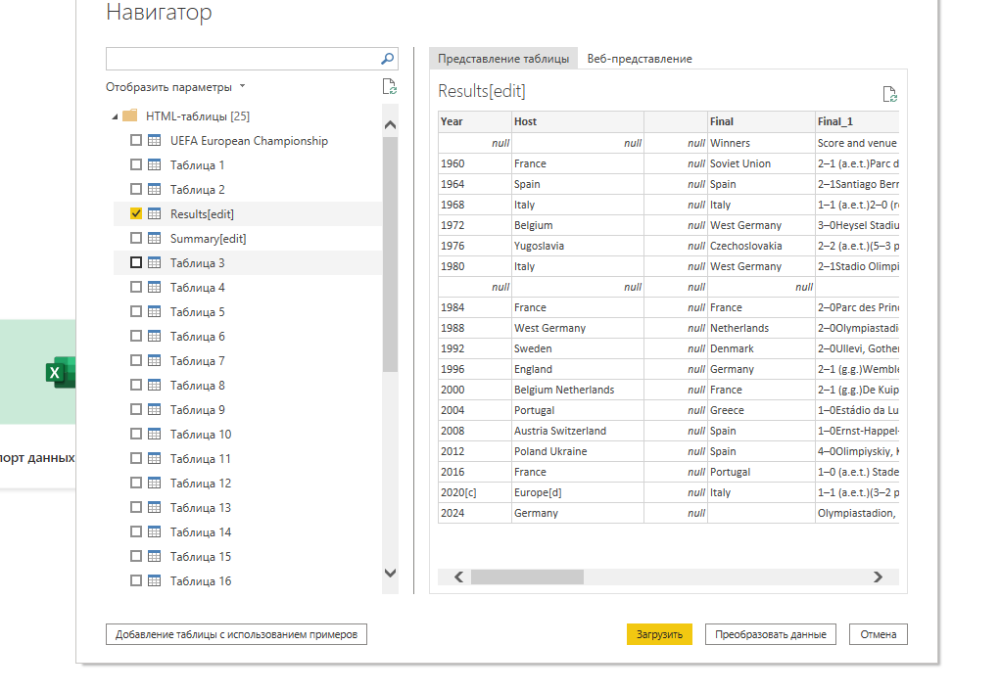 Навигатор
Отобразить параметры
HTML-таблицы [25]
UEFA European Championship
Таблица 1
Таблица 2
Results[edit]
Summary[edit]
Таблица 3
Таблица 4
Таблица 5
Таблица 6
Таблица 7
Таблица 8
Таблица 9
Таблица 10
Таблица 11
Таблица 12
Таблица 13
Таблица 14
Таблица 15
Таблица 16
Представление таблицы Веб-представление
Results[edit]
Year Host Final Final_1
null null null Winners Score and venue
1960 France null Soviet Union 2–1 (a.e.t.)Parc d
1964 Spain null Spain 2–1Santiago Bern
1968 Italy null Italy 1–1 (a.e.t.)2–0 (re
1972 Belgium null West Germany 3–0Heysel Stadiu
1976 Yugoslavia null Czechoslovakia 2–2 (a.e.t.)(5–3 p
1980 Italy null West Germany 2–1Stadio Olimpi
null null null null
1984 France null France 2–0Parc des Princ
1988 West Germany null Netherlands 2–0Olympiastadi
1992 Sweden null Denmark 2–0Ullevi, Gothen
1996 England null Germany 2–1 (g.g.)Wemble
2000 Belgium Netherlands null France 2–1 (g.g.)De Kuip
2004 Portugal null Greece 1–0Estádio da Lu
2008 Austria Switzerland null Spain 1–0Ernst-Happel-
2012 Poland Ukraine null Spain 4–0Olimpiyskiy, K
2016 France null Portugal 1–0 (a.e.t.) Stade
2020[c] Europe[d] null Italy 1–1 (a.e.t.)(3–2 p
2024 Germany null Olympiastadion,
X
порт данных
Добавление таблицы с использованием примеров
Загрузить Преобразовать данные Отмена